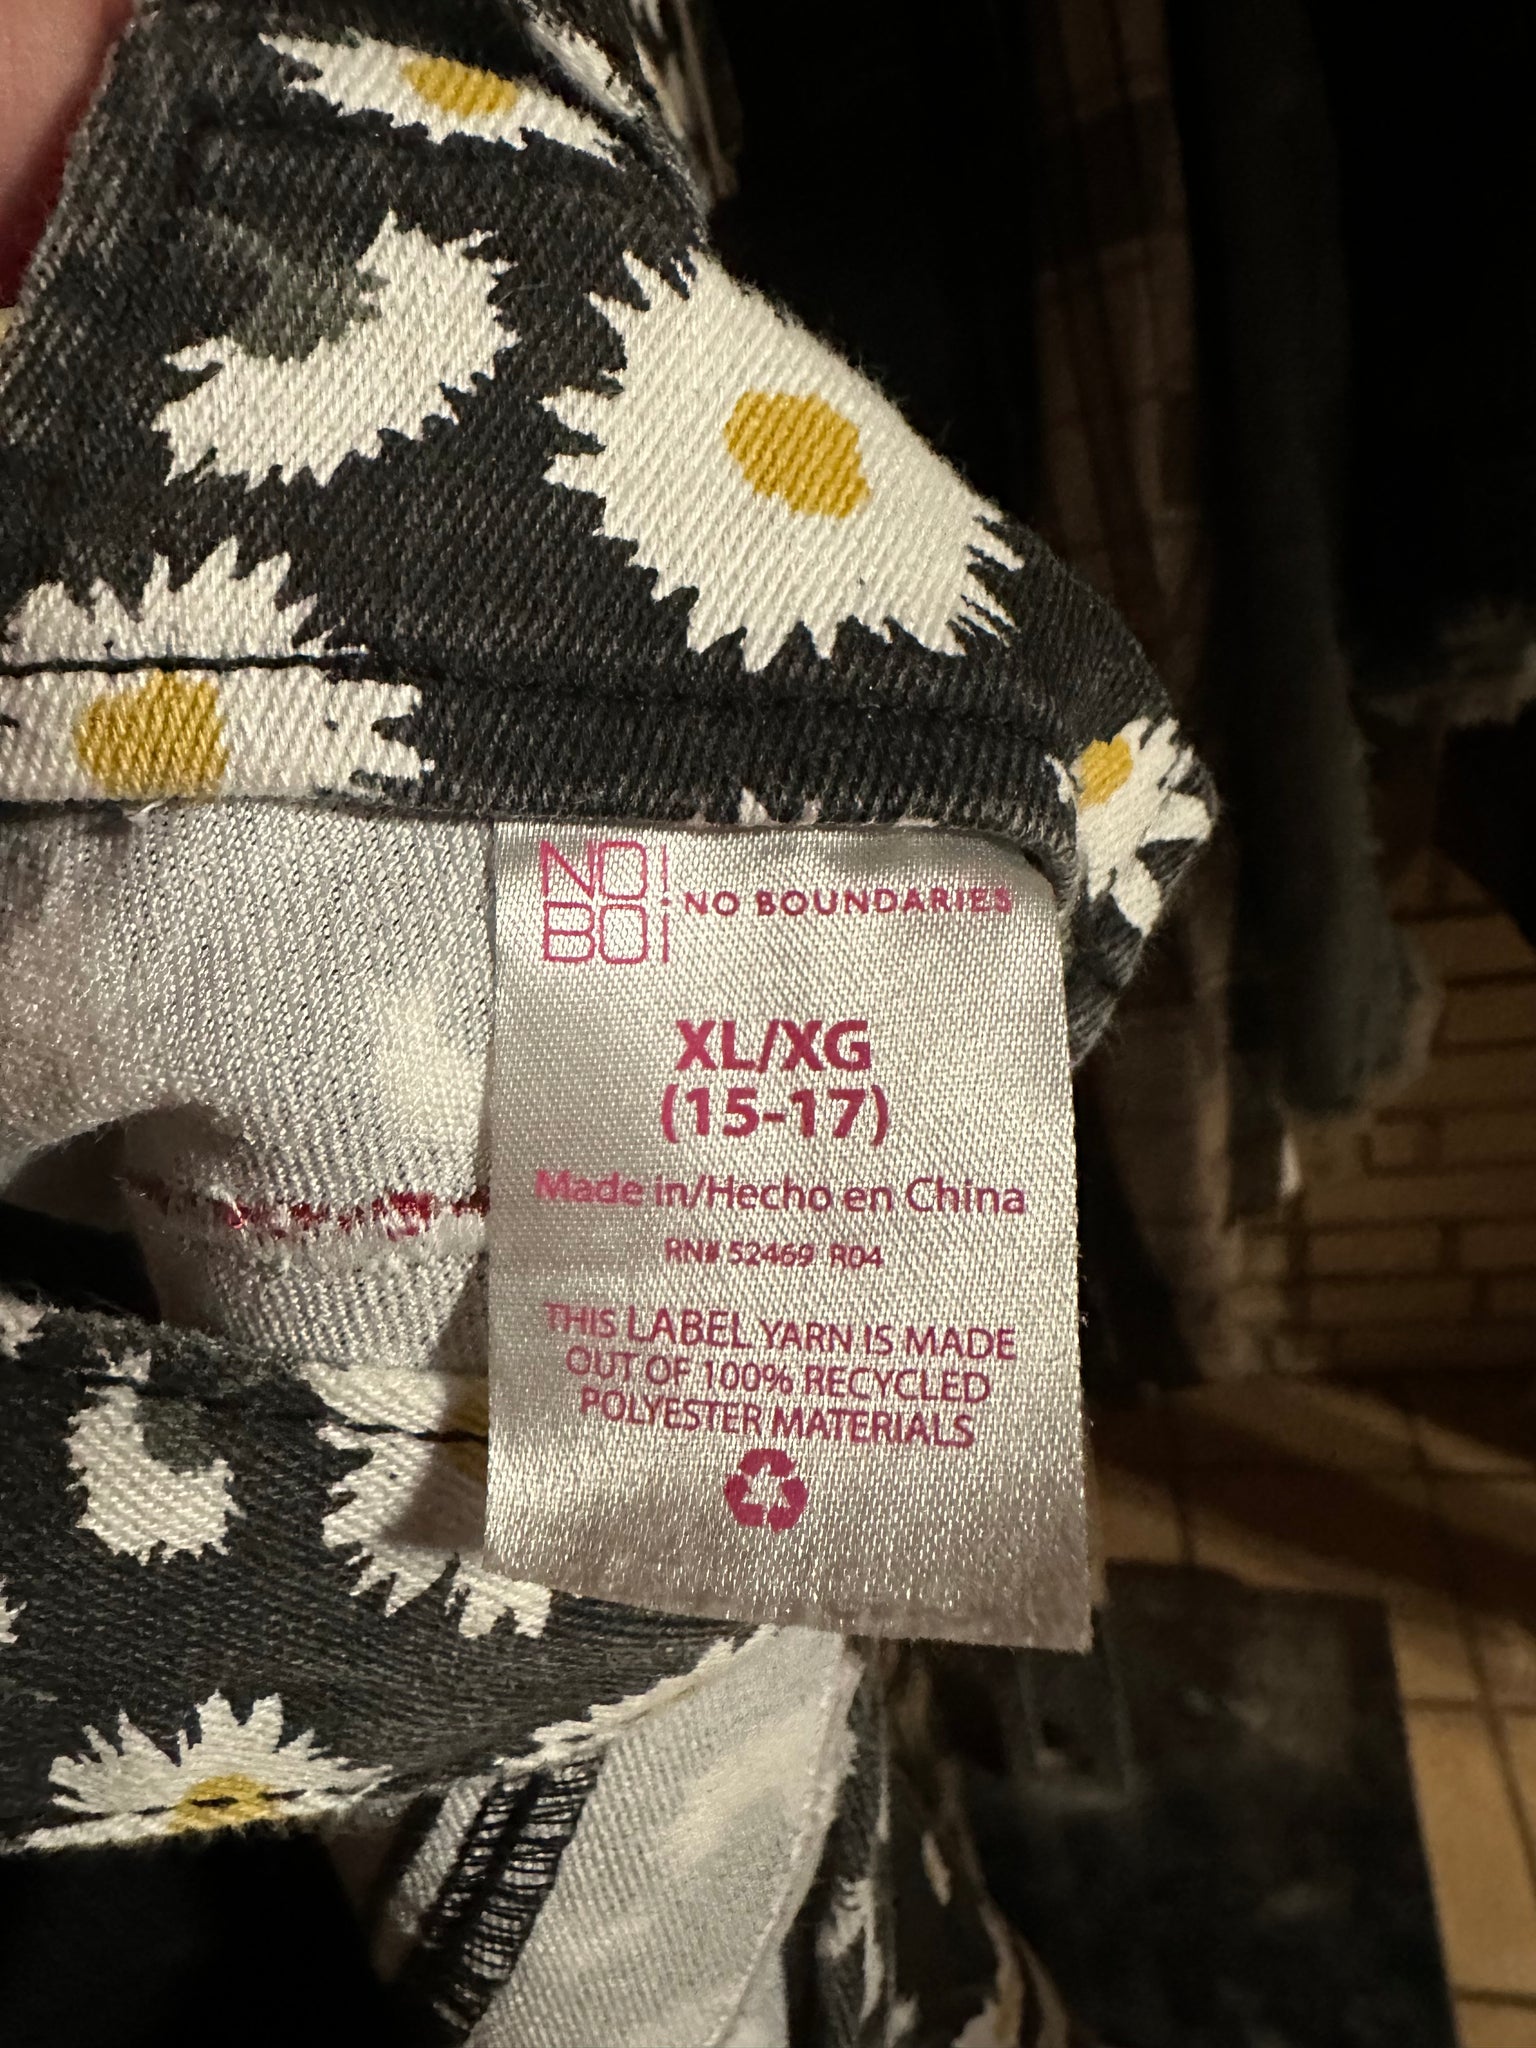 NO!
BO!
NO BOUNDARIES
XL/XG
(15-17)
Made in/Hecho en China
RN# 52469 R04
THIS LABEL YARN IS MADE
OUT OF 100% RECYCLED
POLYESTER MATERIALS